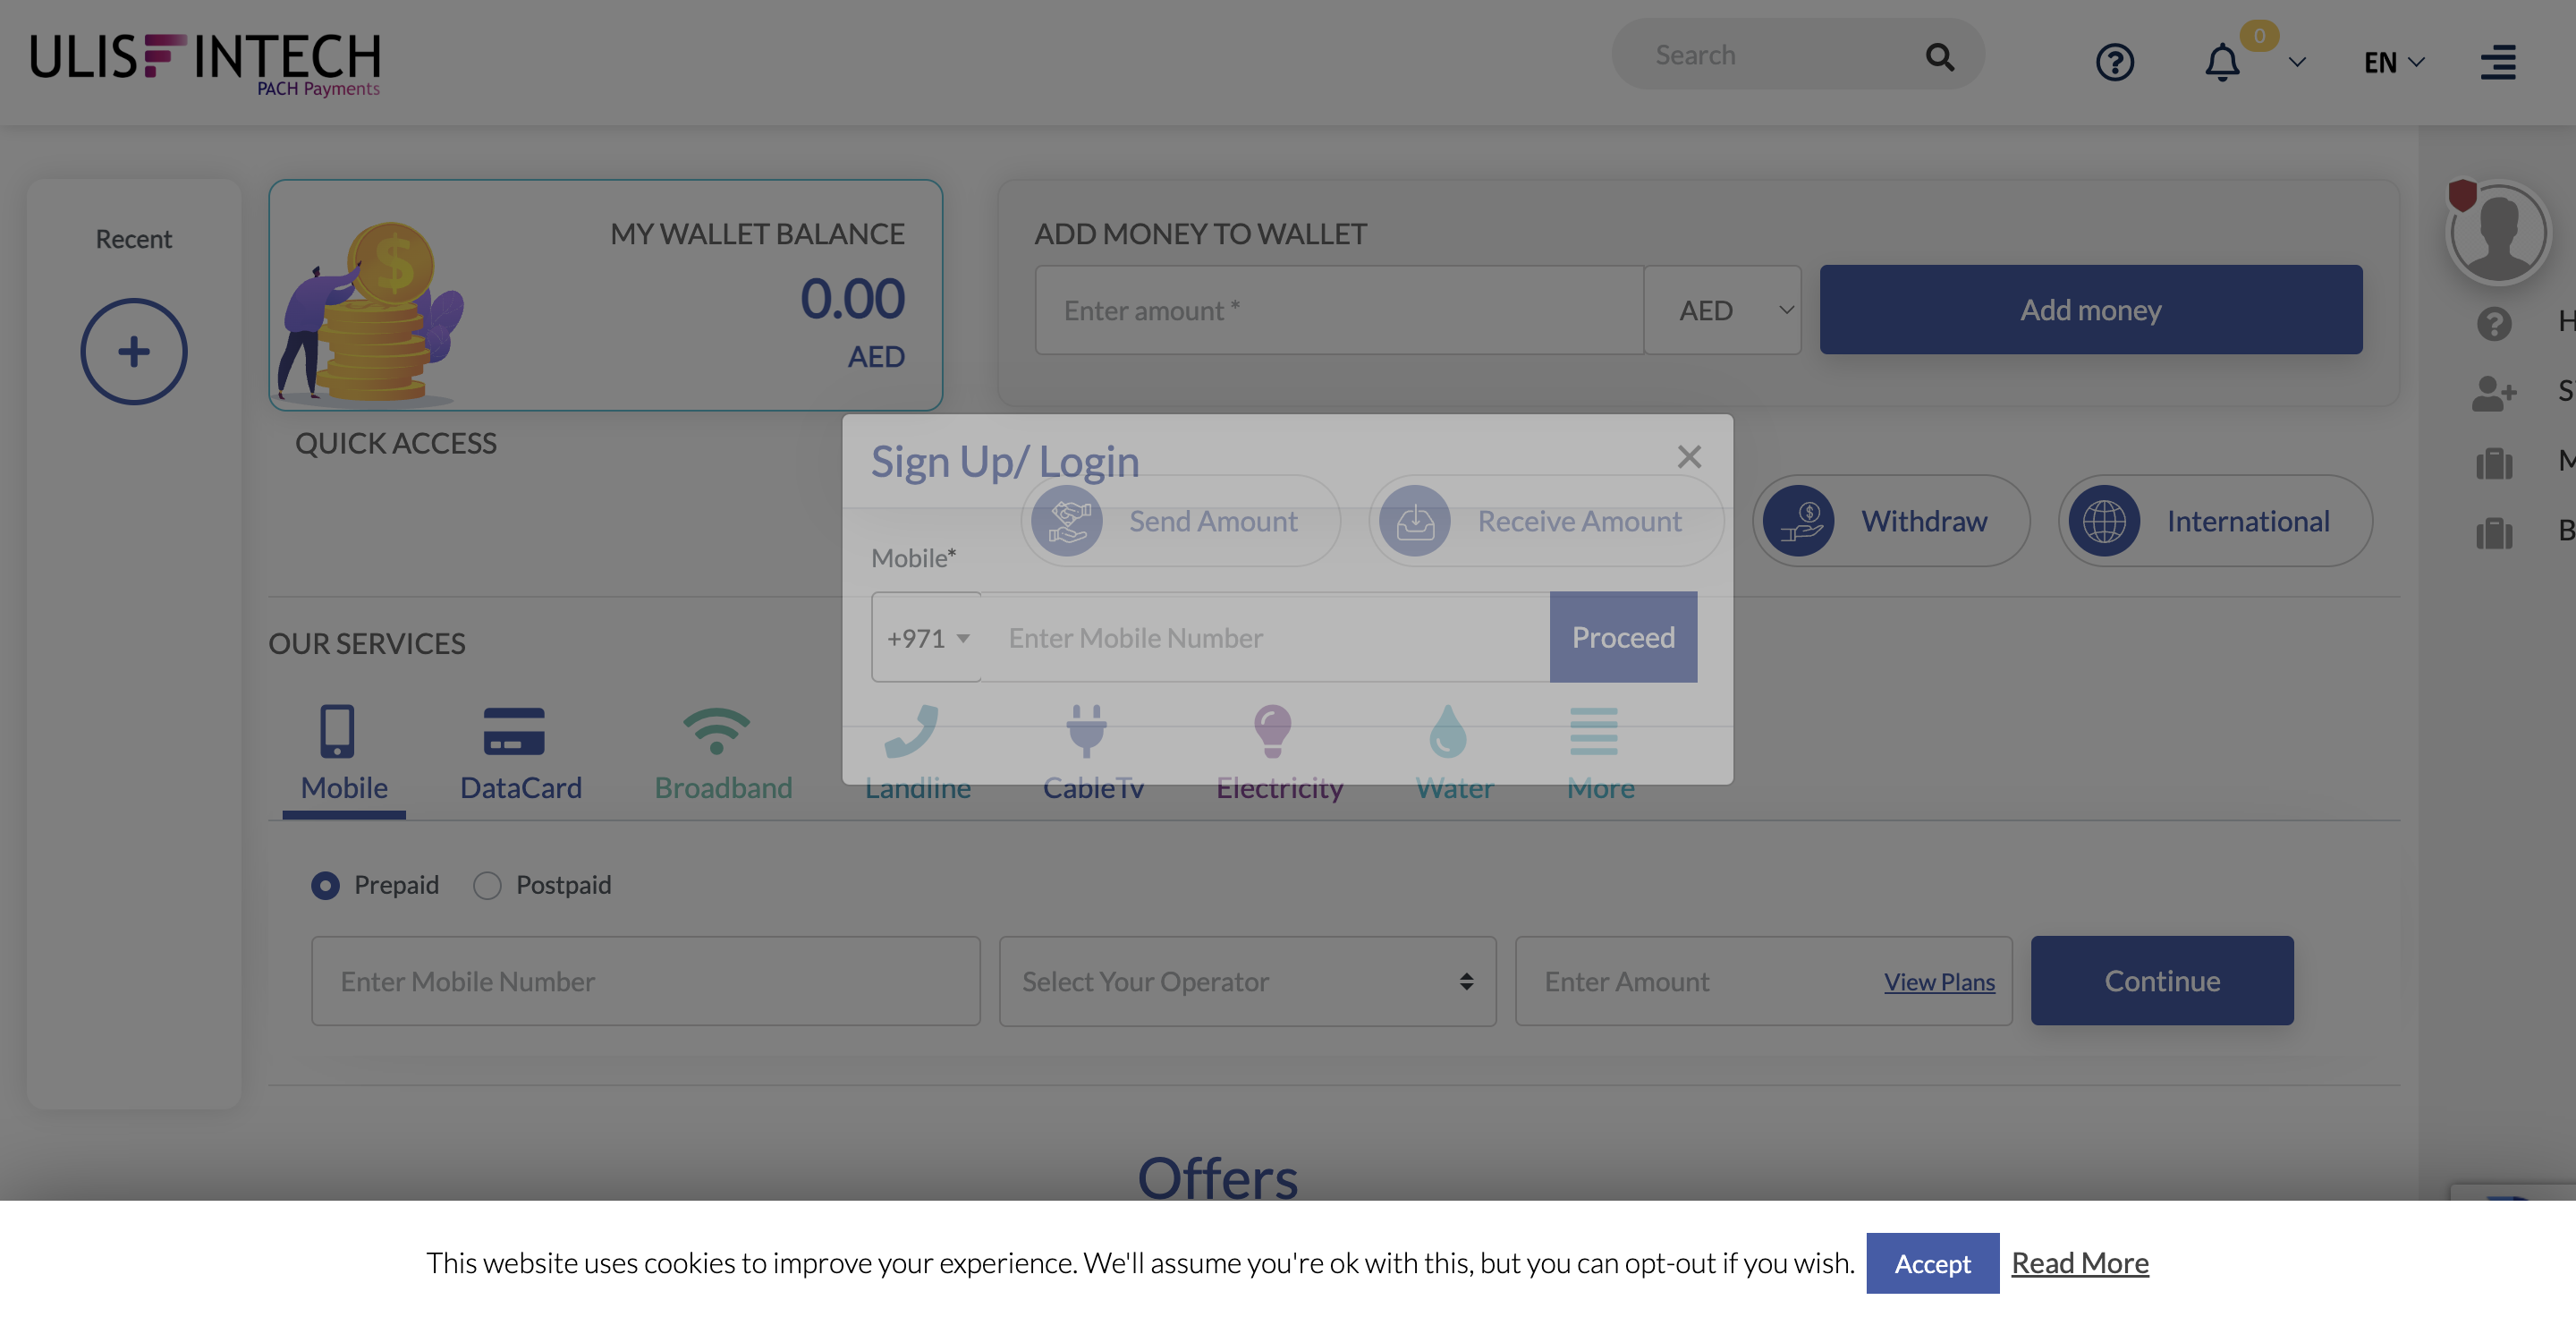 ULISFINTECH
PACH Payments
Search
0
EN
Recent
MY WALLET BALANCE
0.00
AED
ADD MONEY TO WALLET
Enter amount *
AED
Add money
QUICK ACCESS
Sign Up/ Login
Send Amount
Receive Amount
Withdraw
International
Mobile*
+971
Enter Mobile Number
Proceed
OUR SERVICES
Mobile
DataCard
Broadband
Landline
CableTv
Electricity
Water
More
Prepaid
Postpaid
Enter Mobile Number
Select Your Operator
Enter Amount
View Plans
Continue
Offers
This website uses cookies to improve your experience. We'll assume you're ok with this, but you can opt-out if you wish.
Accept
Read More